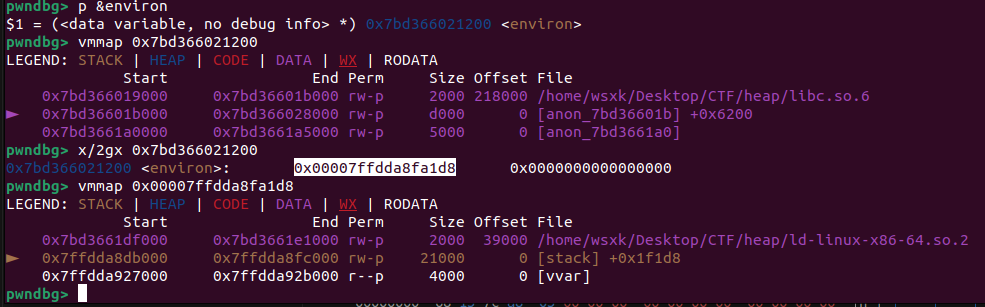 pwndbg> p &environ
$1 = (<data variable, no debug info> *) 0x7bd366021200 <environ>
pwndbg> vmmap 0x7bd366021200
LEGEND: STACK | HEAP | CODE | DATA | WX | RODATA
Start End Perm Size Offset File
0x7bd366019000 0x7bd36601b000 rw-p 2000 218000 /home/wsxk/Desktop/CTF/heap/libc.so.6
► 0x7bd36601b000 0x7bd366028000 rw-p d000 0 [anon_7bd36601b] +0x6200
0x7bd3661a0000 0x7bd3661a5000 rw-p 5000 0 [anon_7bd3661a0]
pwndbg> x/2gx 0x7bd366021200
0x7bd366021200 <environ>: 0x00007ffdda8fa1d8 0x0000000000000000
pwndbg> vmmap 0x00007ffdda8fa1d8
LEGEND: STACK | HEAP | CODE | DATA | WX | RODATA
Start End Perm Size Offset File
0x7bd3661df000 0x7bd3661e1000 rw-p 2000 39000 /home/wsxk/Desktop/CTF/heap/ld-linux-x86-64.so.2
► 0x7ffdda8db000 0x7ffdda8fc000 rw-p 21000 0 [stack] +0x1f1d8
0x7ffdda927000 0x7ffdda92b000 r--p 4000 0 [vvar]
pwndbg>